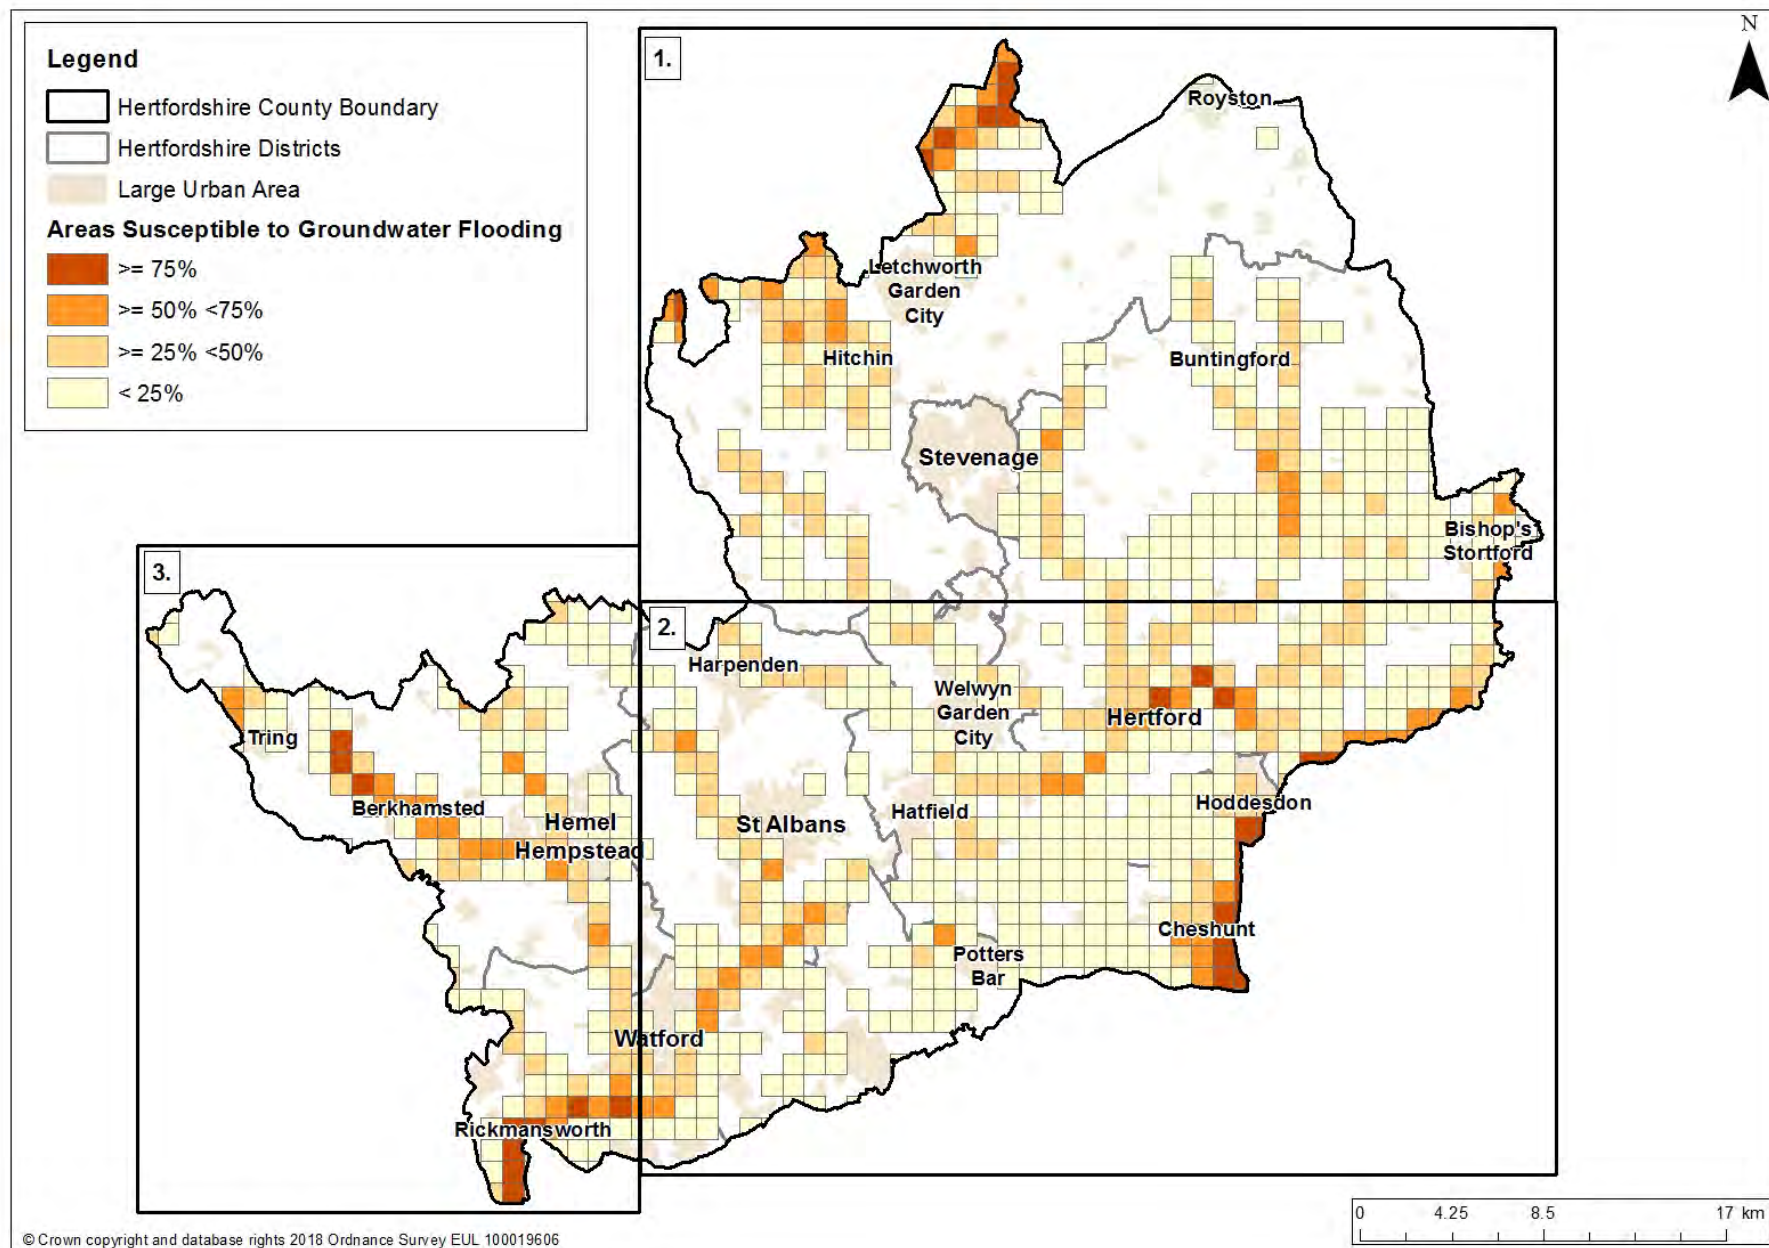 Legend
Hertfordshire County Boundary
Hertfordshire Districts
Large Urban Area
Areas Susceptible to Groundwater Flooding
>= 75%
>= 50% <75%
>= 25% <50%
< 25%
1.
N
Royston
Letchworth
Garden
City
Hitchin
Buntingford
Stevenage
Bishop's
Stortford
3.
2.
Harpenden
Welwyn
Garden
City
Hertford
Tring
Berkhamsted
Hemel
Hempstead
St Albans
Hatfield
Hoddesdon
Cheshunt
Potters
Bar
Watford
Rickmansworth
0 4.25 8.5 17 km
© Crown copyright and database rights 2018 Ordnance Survey EUL 100019606